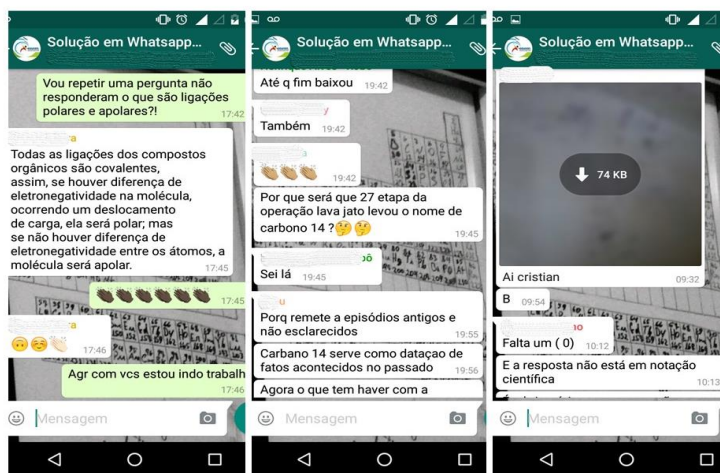 Solução em Whatsapp...
Vou repetir uma pergunta não
responderam o que são ligações
polares e apolares?!
17:42
Todas as ligações dos compostos
orgânicos são covalentes,
assim, se houver diferença de
eletronegatividade na molécula,
ocorrendo um deslocamento
de carga, ela será polar; mas
se não houver diferença de
eletronegatividade entre os átomos, a
molécula será apolar.
17:45
17:45
17:46
Agr com vcs estou indo trabalh
17:46
Mensagem
Solução em Whatsapp...
Até q fim baixou 19:42
Também 19:42
19:42
Por que será que 27 etapa da
operação lava jato levou o nome de
carbono 14 ?
19:45
Sei lá 19:45
Porq remete a episódios antigos e
não esclarecidos 19:55
Carbano 14 serve como dataçao de
fatos acontecidos no passado 19:56
Agora o que tem haver com a
Mensagem
Solução em Whatsapp...
74 KB
Ai cristian 09:32
B 09:54
Falta um ( 0) 10:12
E a resposta não está em notação
científica 10:13
Mensagem